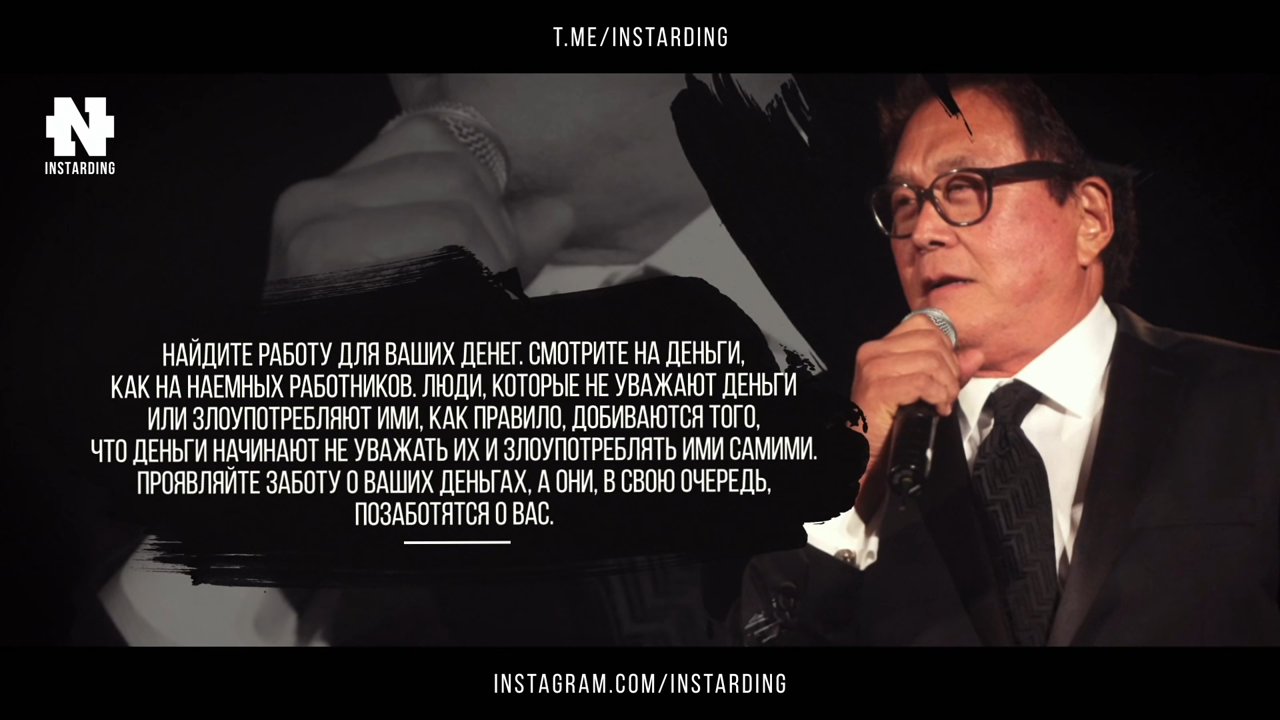 T.ME/INSTARDING
N
INSTARDING
НАЙДИТЕ РАБОТУ ДЛЯ ВАШИХ ДЕНЕГ. СМОТРИТЕ НА ДЕНЬГИ,
КАК НА НАЕМНЫХ РАБОТНИКОВ. ЛЮДИ, КОТОРЫЕ НЕ УВАЖАЮТ ДЕНЬГИ
ИЛИ ЗЛОУПОТРЕБЛЯЮТ ИМИ, КАК ПРАВИЛО, ДОБИВАЮТСЯ ТОГО,
ЧТО ДЕНЬГИ НАЧИНАЮТ НЕ УВАЖАТЬ ИХ И ЗЛОУПОТРЕБЛЯТЬ ИМИ САМИМИ.
ПРОЯВЛЯЙТЕ ЗАБОТУ О ВАШИХ ДЕНЬГАХ, А ОНИ, В СВОЮ ОЧЕРЕДЬ,
ПОЗАБОТЯТСЯ О ВАС.
INSTAGRAM.COM/INSTARDING